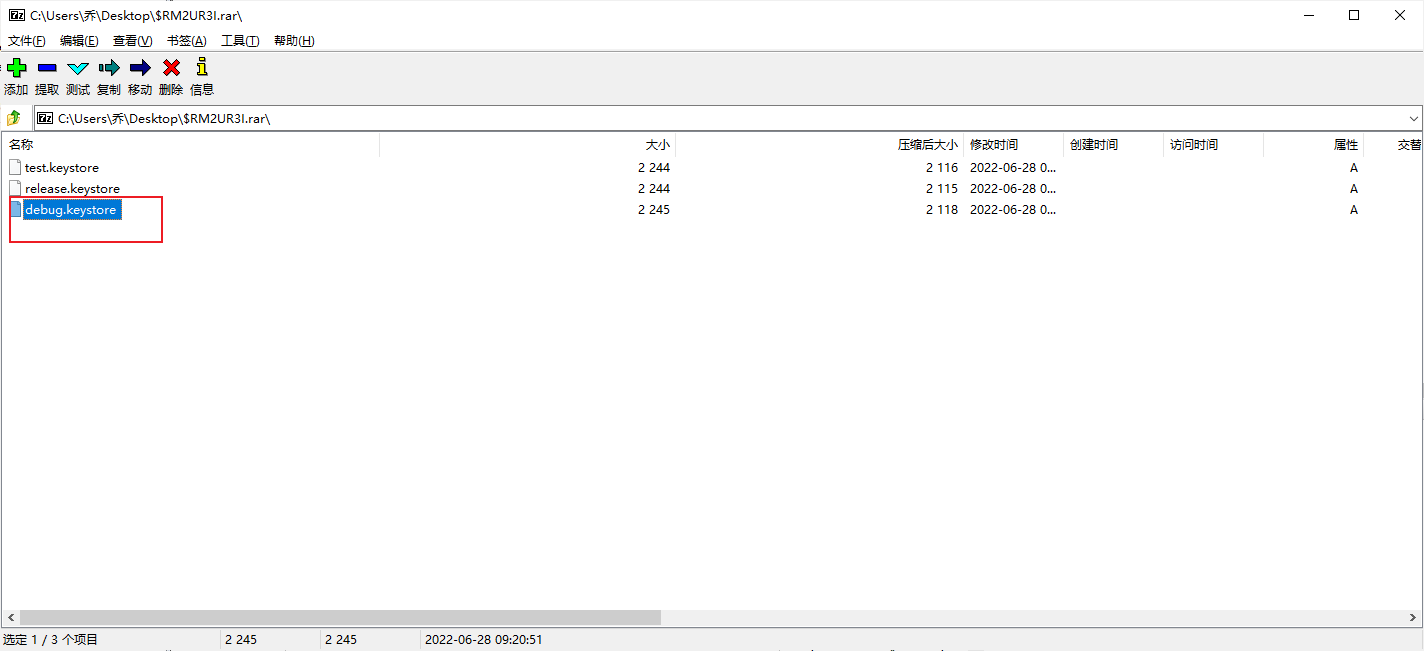 C:\Users\乔\Desktop\$RM2UR3I.rar\
文件(F) 编辑(E) 查看(V) 书签(A) 工具(T) 帮助(H)
添加 提取 测试 复制 移动 删除 信息
C:\Users\乔\Desktop\$RM2UR3I.rar\
名称 大小 压缩后大小 修改时间 创建时间 访问时间 属性 交替
test.keystore 2 244 2 116 2022-06-28 0... A
release.keystore 2 244 2 115 2022-06-28 0... A
debug.keystore 2 245 2 118 2022-06-28 0... A
选定 1 / 3 个项目 2 245 2 245 2022-06-28 09:20:51